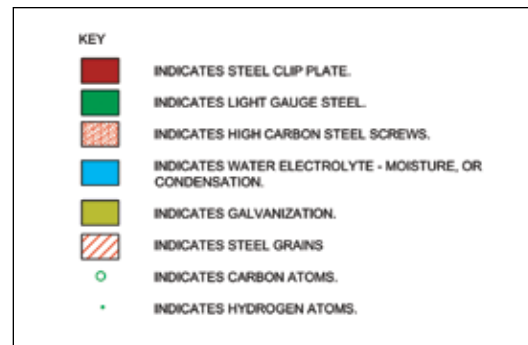 KEY
INDICATES STEEL CLIP PLATE.
INDICATES LIGHT GAUGE STEEL.
INDICATES HIGH CARBON STEEL SCREWS.
INDICATES WATER ELECTROLYTE - MOISTURE, OR
CONDENSATION.
INDICATES GALVANIZATION.
INDICATES STEEL GRAINS
INDICATES CARBON ATOMS.
INDICATES HYDROGEN ATOMS.